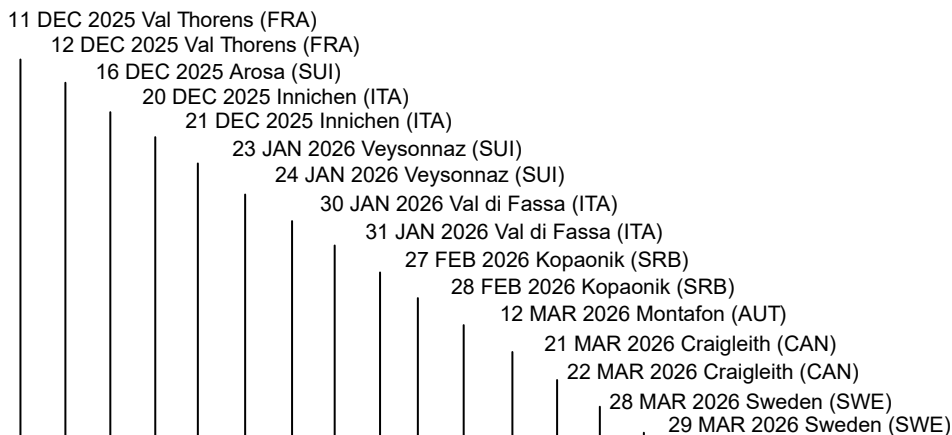 11 DEC 2025 Val Thorens (FRA)
12 DEC 2025 Val Thorens (FRA)
16 DEC 2025 Arosa (SUI)
20 DEC 2025 Innichen (ITA)
21 DEC 2025 Innichen (ITA)
23 JAN 2026 Veysonnaz (SUI)
24 JAN 2026 Veysonnaz (SUI)
30 JAN 2026 Val di Fassa (ITA)
31 JAN 2026 Val di Fassa (ITA)
27 FEB 2026 Kopaonik (SRB)
28 FEB 2026 Kopaonik (SRB)
12 MAR 2026 Montafon (AUT)
21 MAR 2026 Craigleith (CAN)
22 MAR 2026 Craigleith (CAN)
28 MAR 2026 Sweden (SWE)
29 MAR 2026 Sweden (SWE)